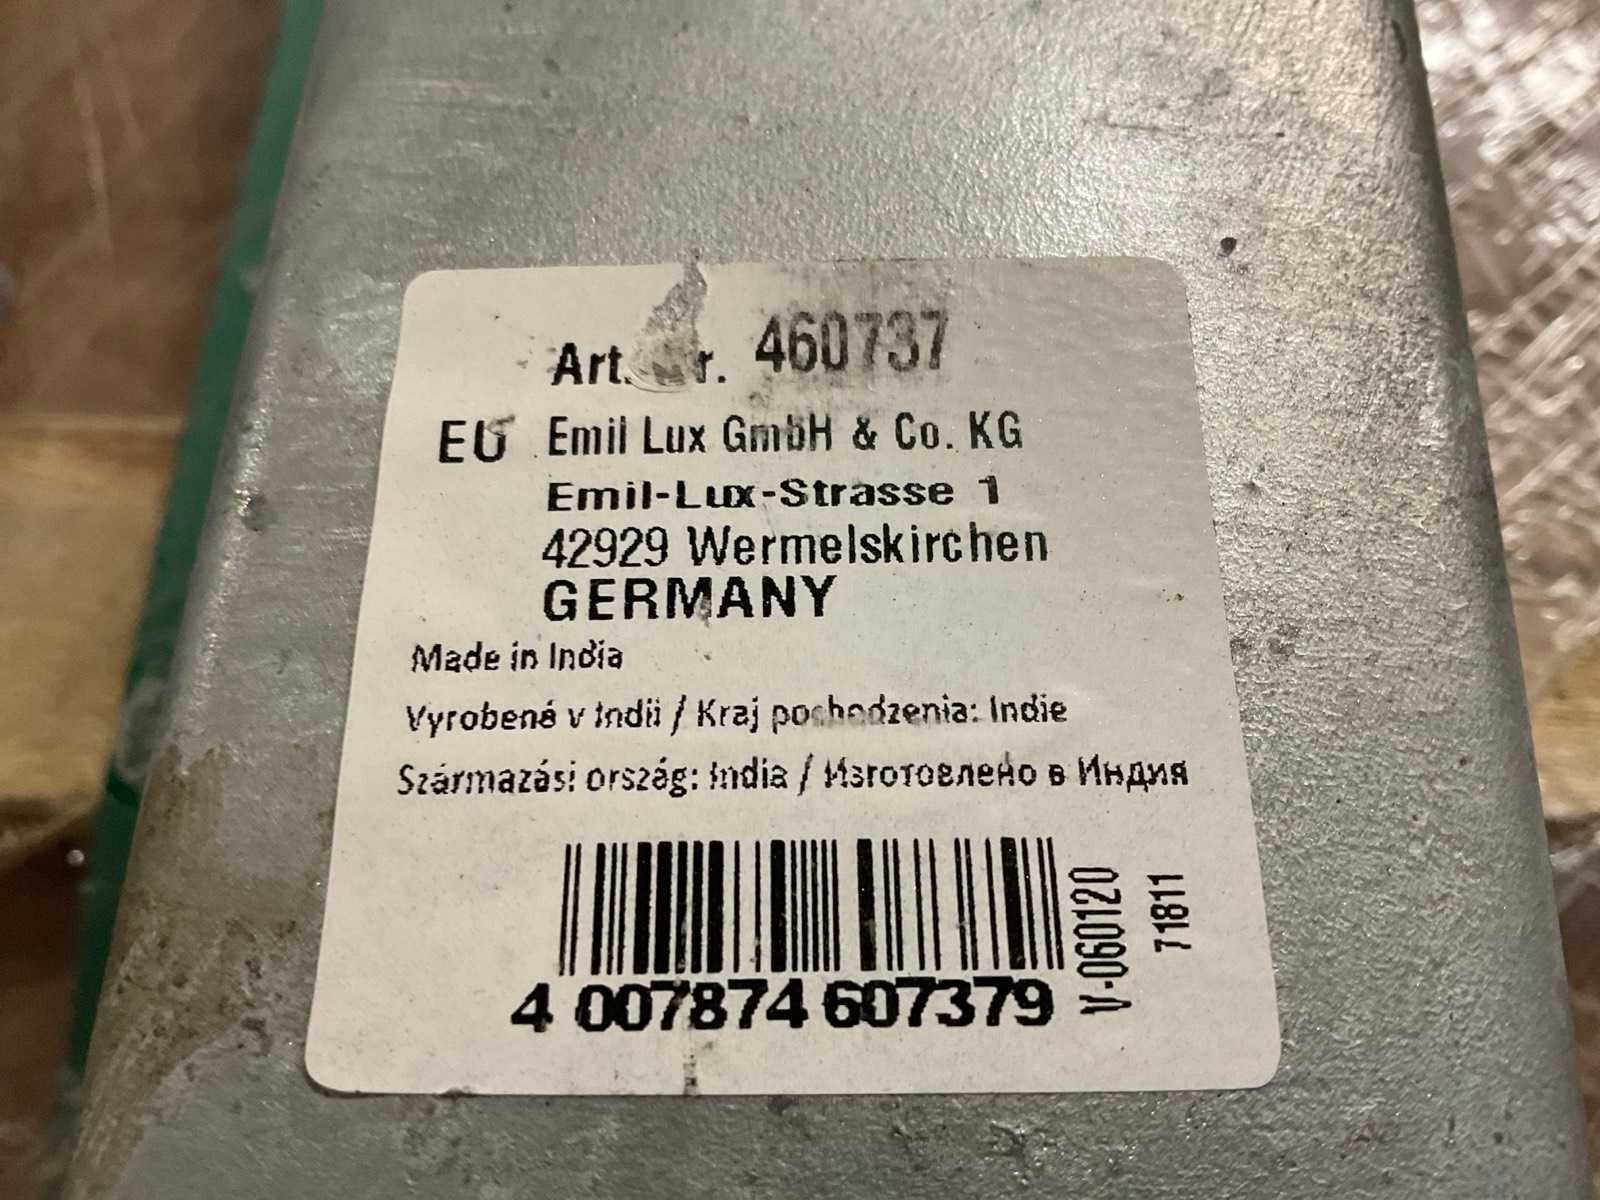 Art. Nr. 460737
EU Emil Lux GmbH & Co. KG
Emil-Lux-Strasse 1
42929 Wermelskirchen
GERMANY
Made in India
Vyrobené v Indii / Kraj pochodzenia: Indie
Származási ország: India / Изготовлено в Индия
4 007874 607379
V-060120
71811